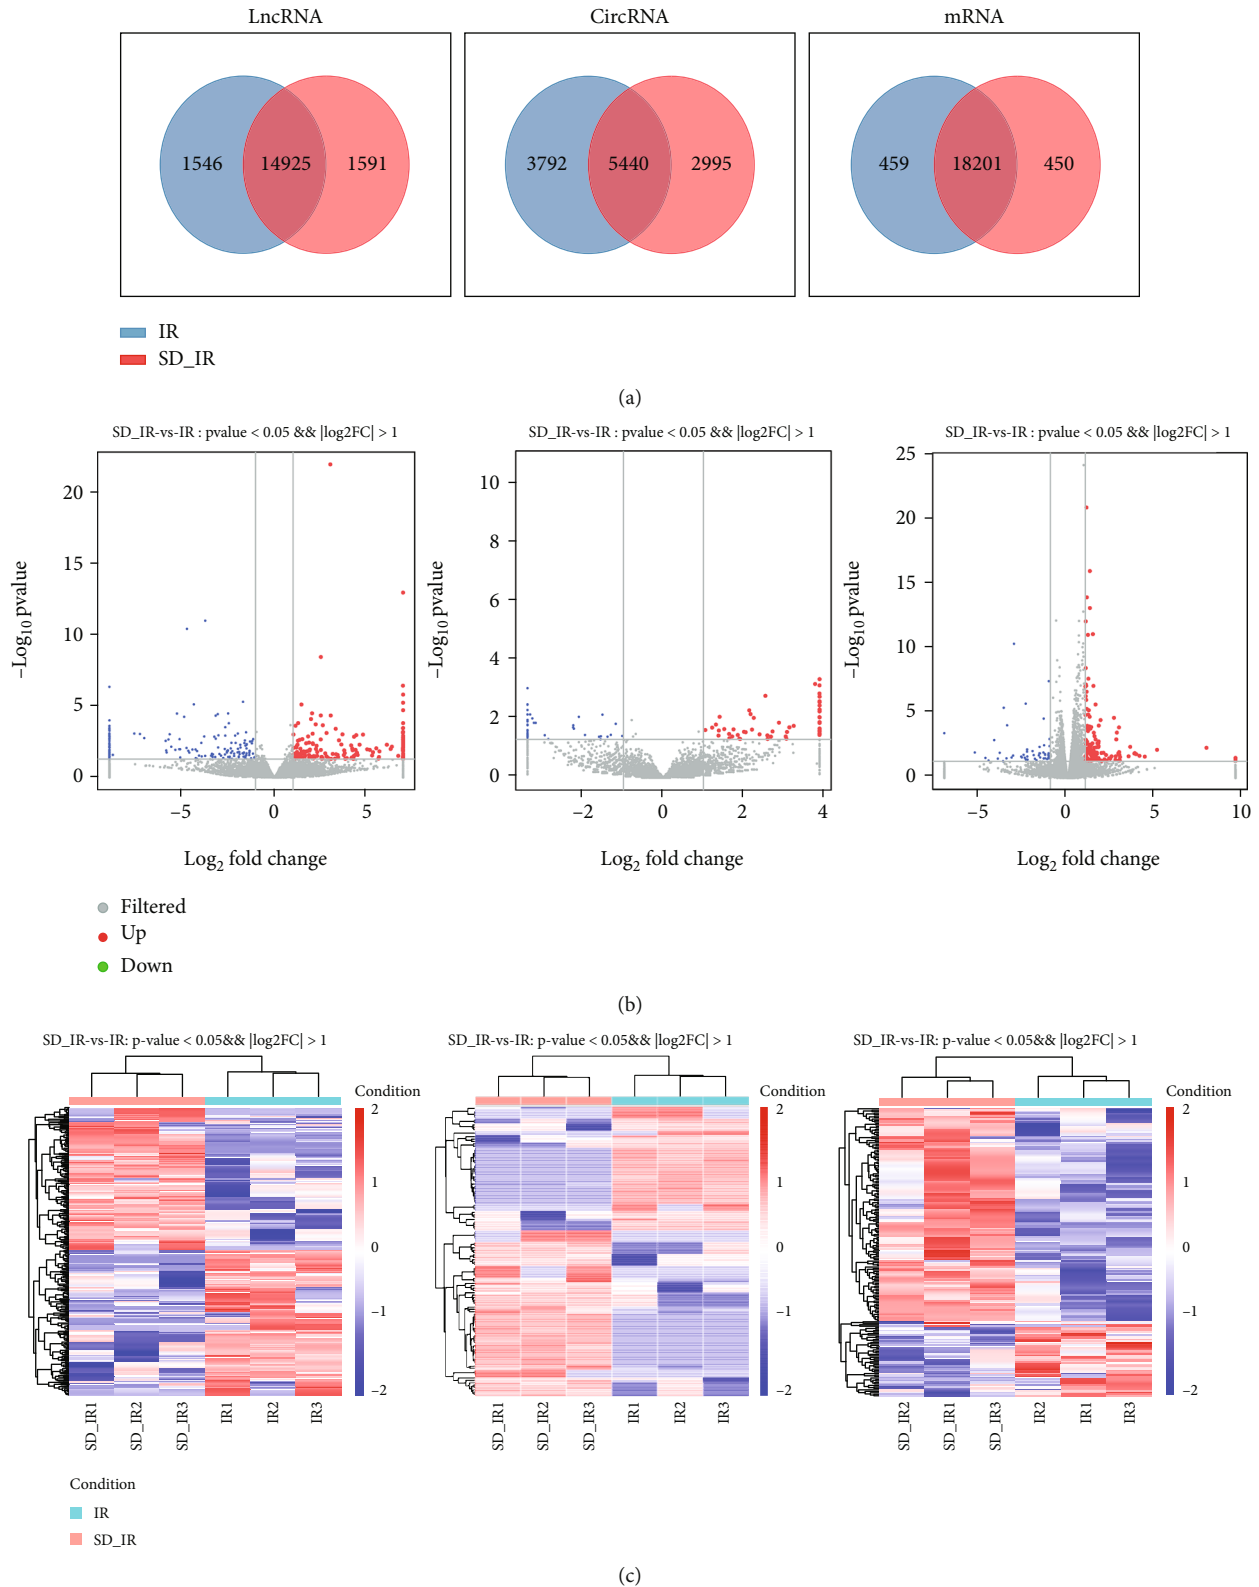 LncRNA CircRNA mRNA
1546 14925 1591 3792 5440 2995 459 18201 450
IR
SD_IR
(a)
SD_IR-vs-IR : pvalue < 0.05 && |log2FC| > 1
20
15
10
5
0
−5 0 5
−Log10 pvalue
Log2 fold change
SD_IR-vs-IR : pvalue < 0.05 && |log2FC| > 1
10
8
6
4
2
0
−2 0 2 4
−Log10 pvalue
Log2 fold change
SD_IR-vs-IR : pvalue < 0.05 && |log2FC| > 1
25
20
15
10
5
0
−5 0 5 10
−Log10 pvalue
Log2 fold change
Filtered
Up
Down
(b)
SD_IR-vs-IR: p-value < 0.05&& |log2FC| > 1
Condition
2
1
0
−1
−2
SD_IR1 SD_IR2 SD_IR3 IR1 IR2 IR3
SD_IR-vs-IR: p-value < 0.05&& |log2FC| > 1
Condition
2
1
0
−1
−2
SD_IR1 SD_IR2 SD_IR3 IR1 IR2 IR3
SD_IR-vs-IR: p-value < 0.05&& |log2FC| > 1
Condition
2
1
0
−1
−2
SD_IR2 SD_IR1 SD_IR3 IR2 IR1 IR3
Condition
IR
SD_IR
(c)